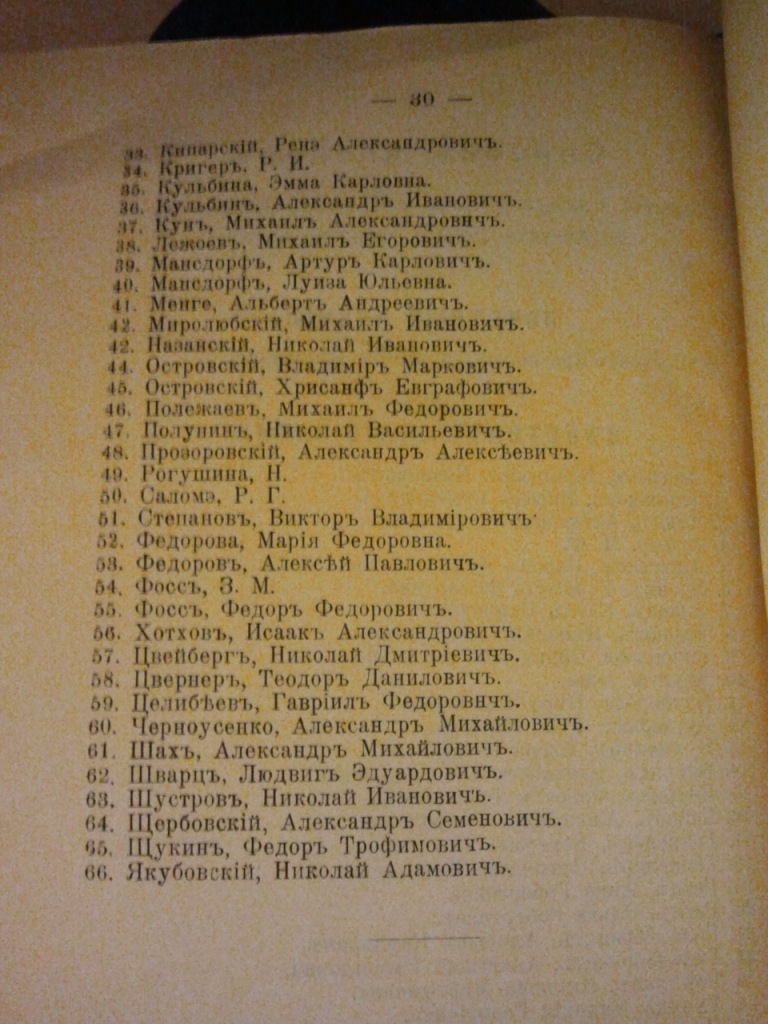 — 30 —
33. Кипарскій, Рена Александровичъ.
34. Кригеръ, Р. И.
35. Кульбина, Эмма Карловна.
36. Кульбинъ, Александръ Ивановичъ.
37. Кунъ, Михаилъ Александровичъ.
38. Лежоевъ, Михаилъ Егоровичъ.
39. Мансдорфъ, Артуръ Карловичъ.
40. Мансдорфъ, Луиза Юльевна.
41. Менге, Альбертъ Андреевичъ.
42. Миролюбскій, Михаилъ Ивановичъ.
42. Назанскій, Николай Ивановичъ.
44. Островскій, Владиміръ Марковичъ.
45. Островскій, Хрисанфъ Евграфовичъ.
46. Полежаевъ, Михаилъ Федоровичъ.
47. Полунинъ, Николай Васильевичъ.
48. Прозоровскій, Александръ Алексѣевичъ.
49. Рогушина, Н.
50. Саломэ, Р. Г.
51. Степановъ, Викторъ Владиміровичъ.
52. Федорова, Марія Федоровна.
53. Федоровъ, Алексѣй Павловичъ.
54. Фоссъ, З. М.
55. Фоссъ, Федоръ Федоровичъ.
56. Хотховъ, Исаакъ Александровичъ.
57. Цвейбергъ, Николай Дмитріевичъ.
58. Цвернеръ, Теодоръ Даниловичъ.
59. Целибѣевъ, Гавріилъ Федоровичъ.
60. Черноусенко, Александръ Михайловичъ.
61. Шахъ, Александръ Михайловичъ.
62. Шварцъ, Людвигъ Эдуардовичъ.
63. Шустровъ, Николай Ивановичъ.
64. Щербовскій, Александръ Семеновичъ.
65. Щукинъ, Федоръ Трофимовичъ.
66. Якубовскій, Николай Адамовичъ.